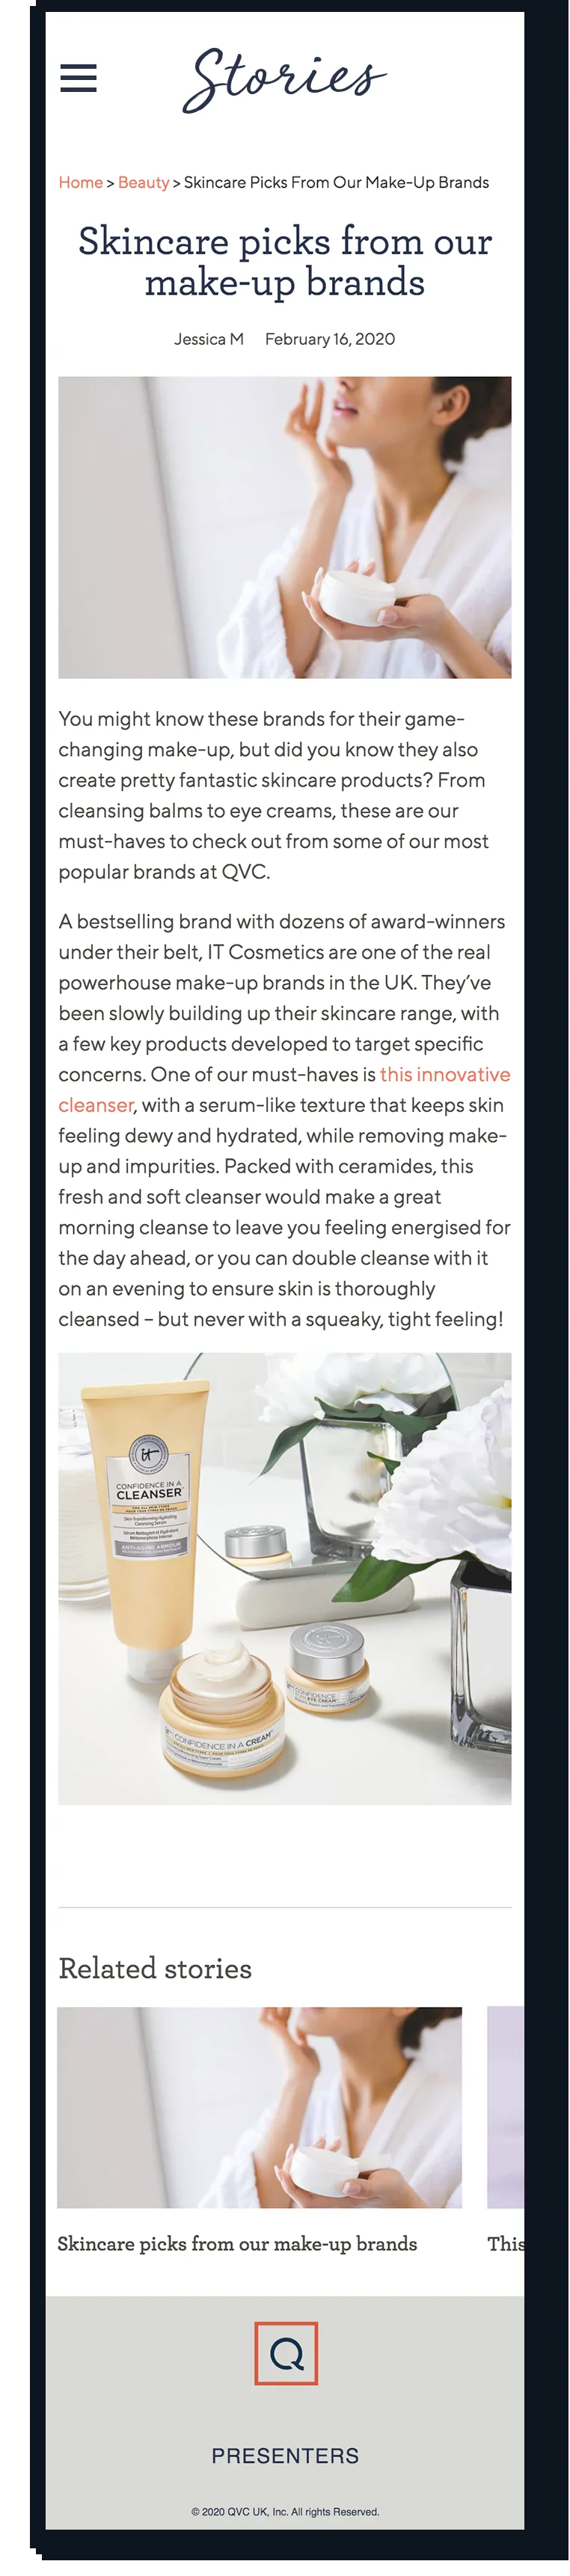 Stories
Home > Beauty > Skincare Picks From Our Make-Up Brands
Skincare picks from our
make-up brands
Jessica M February 16, 2020
You might know these brands for their game-
changing make-up, but did you know they also
create pretty fantastic skincare products? From
cleansing balms to eye creams, these are our
must-haves to check out from some of our most
popular brands at QVC.
A bestselling brand with dozens of award-winners
under their belt, IT Cosmetics are one of the real
powerhouse make-up brands in the UK. They've
been slowly building up their skincare range, with
a few key products developed to target specific
concerns. One of our must-haves is this innovative
cleanser, with a serum-like texture that keeps skin
feeling dewy and hydrated, while removing make-
up and impurities. Packed with ceramides, this
fresh and soft cleanser would make a great
morning cleanse to leave you feeling energised for
the day ahead, or you can double cleanse with it
on an evening to ensure skin is thoroughly
cleansed – but never with a squeaky, tight feeling!
it
CONFIDENCE IN A
CLEANSER™
Skin-Transforming Hydrating
Cleansing Serum
ANTI-AGING ARMOUR
CONFIDENCE
EYE CREAM™
CONFIDENCE IN A CREAM™
Related stories
Skincare picks from our make-up brands
This
Q
PRESENTERS
© 2020 QVC UK, Inc. All rights Reserved.